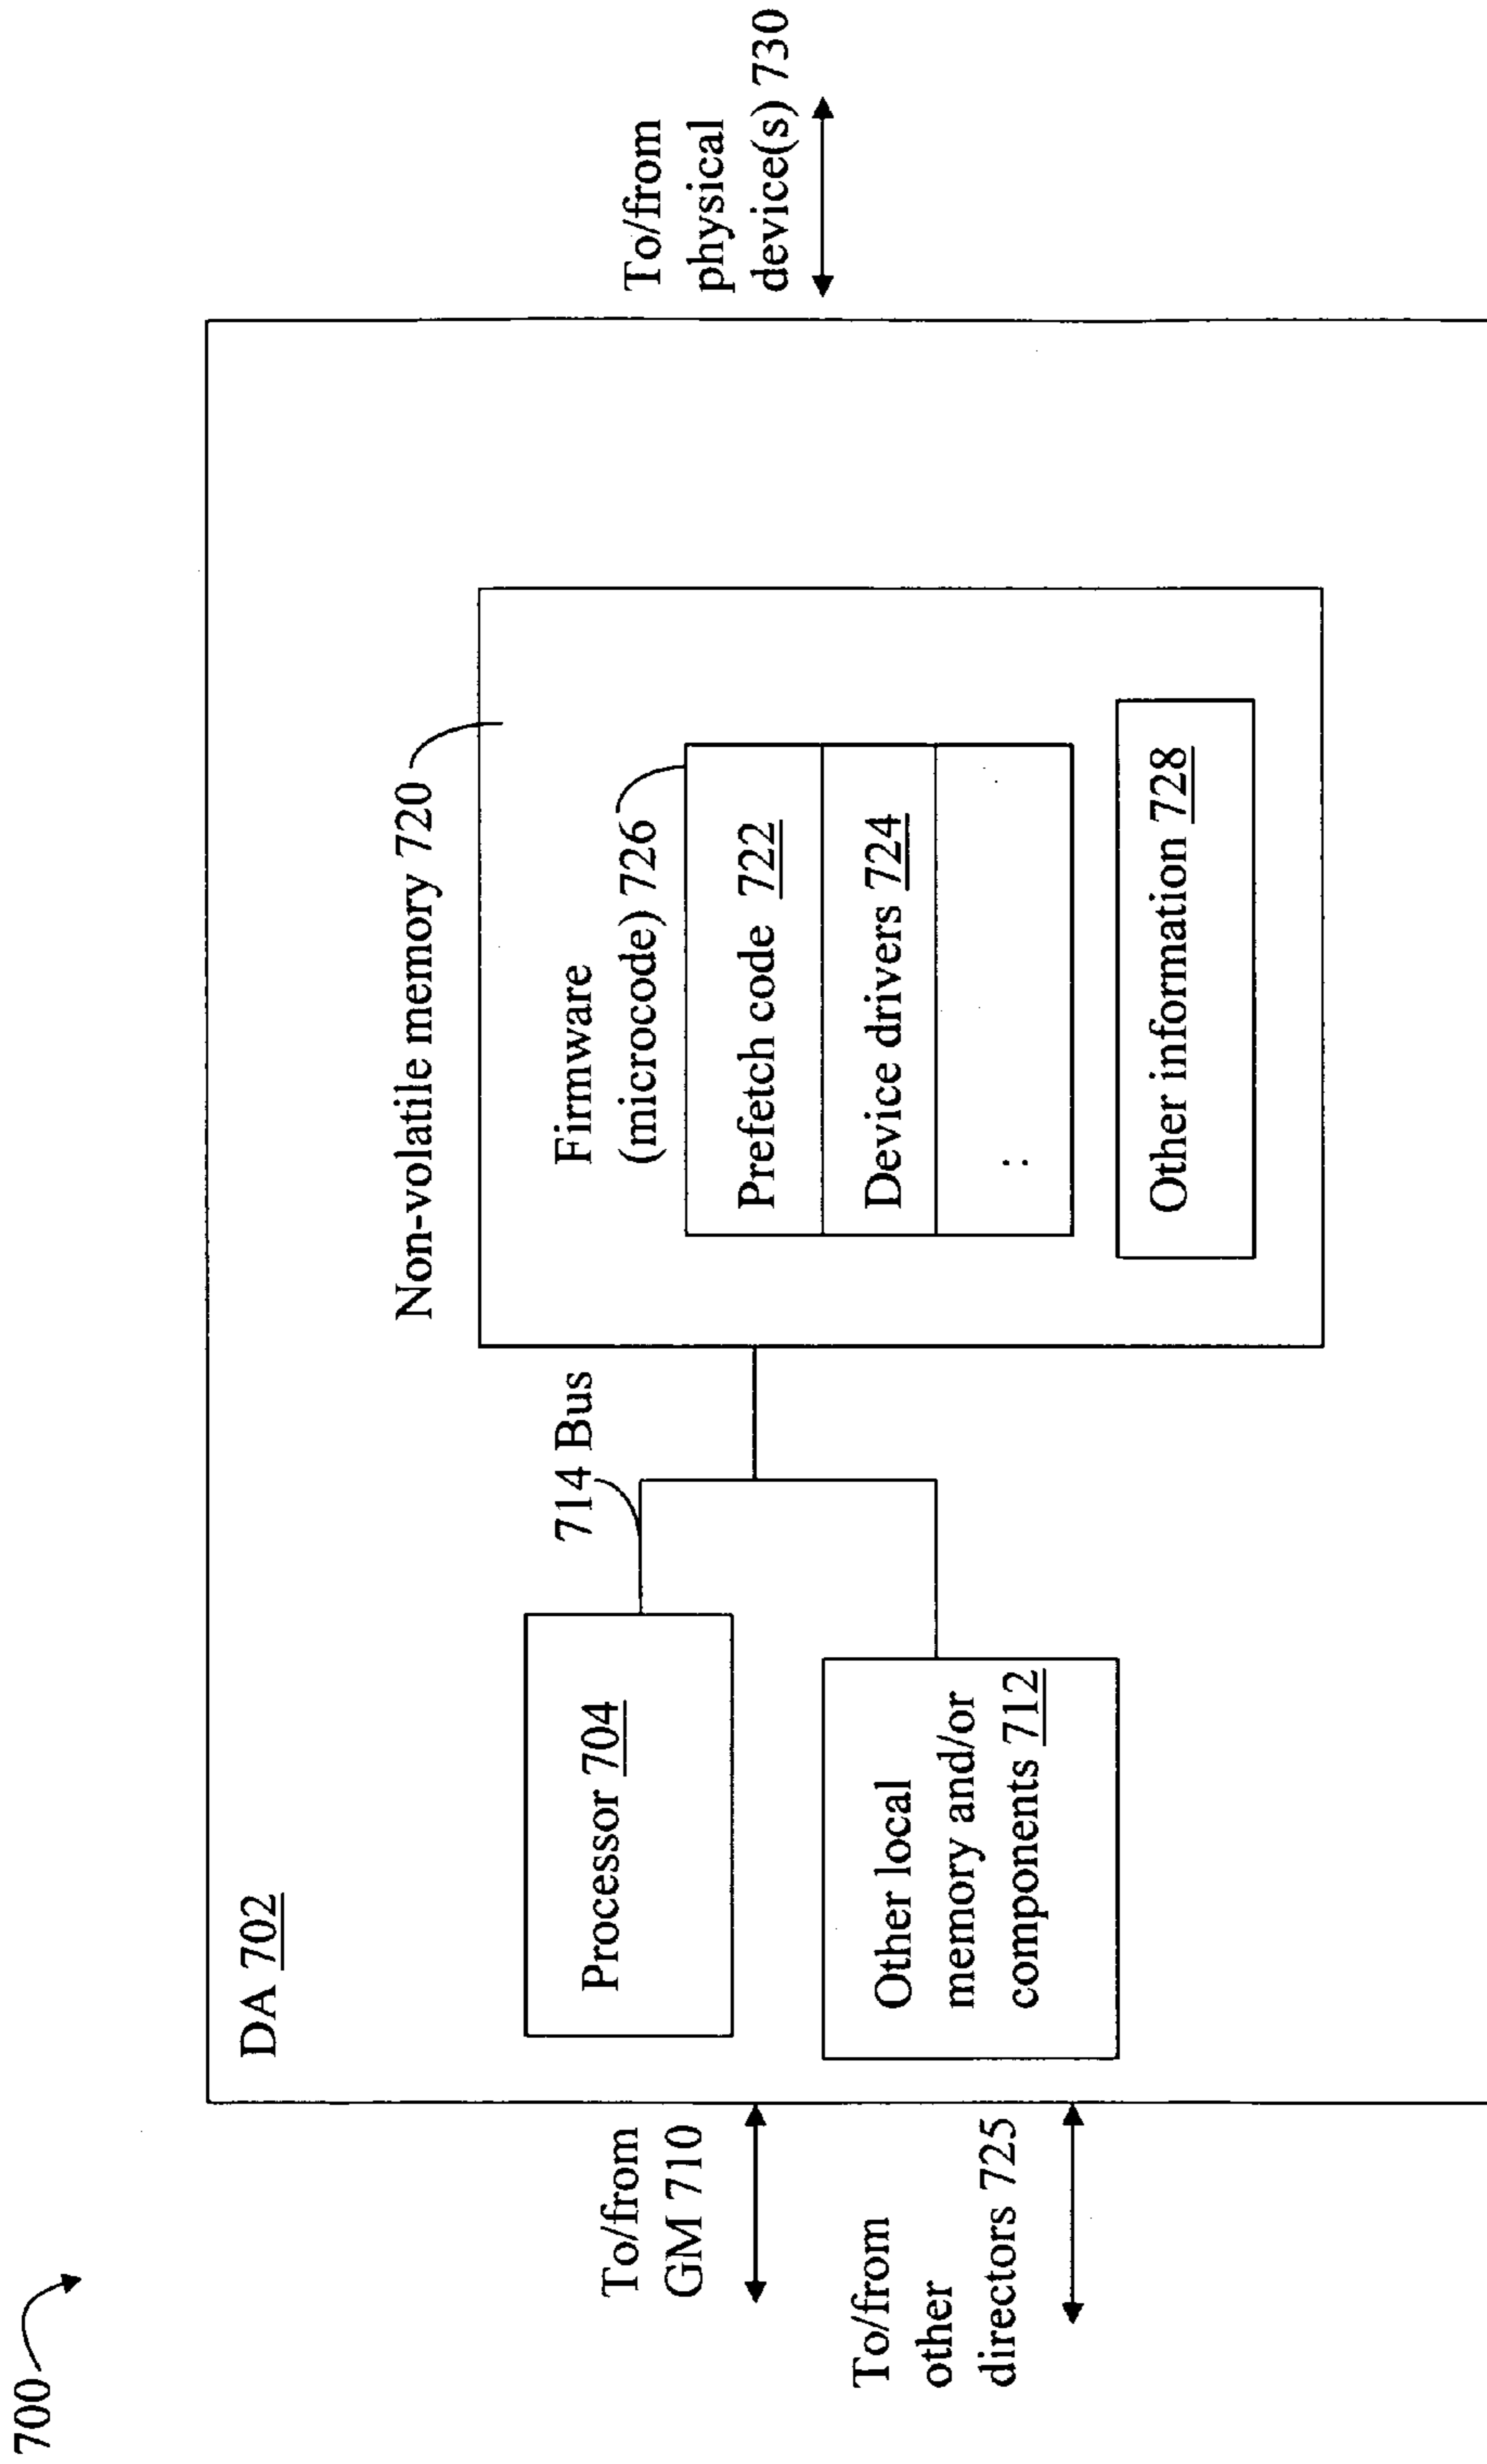 700
DA 702
To/from
GM 710
To/from
other
directors 725
Processor 704
Other local
memory and/or
components 712
714 Bus
Non-volatile memory 720
Firmware
(microcode) 726
Prefetch code 722
Device drivers 724
:
Other information 728
To/from
physical
device(s) 730